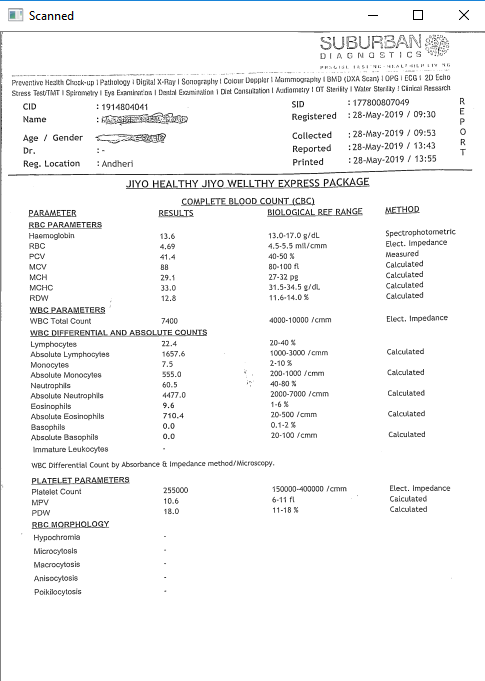 Scanned
SUBURBAN
DIAGNOSTICS
PRECISE TESTING-HEALTHIER LIVING
Preventive Health Check-up I Pathology I Digital X-Ray I Sonography I Colour Doppler I Mammography I BMD (DXA Scan) I OPG I ECG I 2D Echo
Stress Test/TMT I Spirometry I Eye Examination I Dental Examination I Diet Consultation I Audiometry I OT Sterility I Water Sterility I Clinical Research
CID : 1914804041 SID : 177800807049
Name : Registered : 28-May-2019 / 09:30
Age / Gender : Collected : 28-May-2019 / 09:53
Dr. : - Reported : 28-May-2019 / 13:43
Reg. Location : Andheri Printed : 28-May-2019 / 13:55
REPORT
JIYO HEALTHY JIYO WELLTHY EXPRESS PACKAGE
COMPLETE BLOOD COUNT (CBC)
PARAMETER RESULTS BIOLOGICAL REF RANGE METHOD
RBC PARAMETERS
Haemoglobin 13.6 13.0-17.0 g/dL Spectrophotometric
RBC 4.69 4.5-5.5 mil/cmm Elect. Impedance
PCV 41.4 40-50 % Measured
MCV 88 80-100 fl Calculated
MCH 29.1 27-32 pg Calculated
MCHC 33.0 31.5-34.5 g/dL Calculated
RDW 12.8 11.6-14.0 % Calculated
WBC PARAMETERS
WBC Total Count 7400 4000-10000 /cmm Elect. Impedance
WBC DIFFERENTIAL AND ABSOLUTE COUNTS
Lymphocytes 22.4 20-40 %
Absolute Lymphocytes 1657.6 1000-3000 /cmm Calculated
Monocytes 7.5 2-10 %
Absolute Monocytes 555.0 200-1000 /cmm Calculated
Neutrophils 60.5 40-80 %
Absolute Neutrophils 4477.0 2000-7000 /cmm Calculated
Eosinophils 9.6 1-6 %
Absolute Eosinophils 710.4 20-500 /cmm Calculated
Basophils 0.0 0.1-2 %
Absolute Basophils 0.0 20-100 /cmm Calculated
Immature Leukocytes -
WBC Differential Count by Absorbance & Impedance method/Microscopy.
PLATELET PARAMETERS
Platelet Count 255000 150000-400000 /cmm Elect. Impedance
MPV 10.6 6-11 fl Calculated
PDW 18.0 11-18 % Calculated
RBC MORPHOLOGY
Hypochromia -
Microcytosis -
Macrocytosis -
Anisocytosis -
Poikilocytosis -